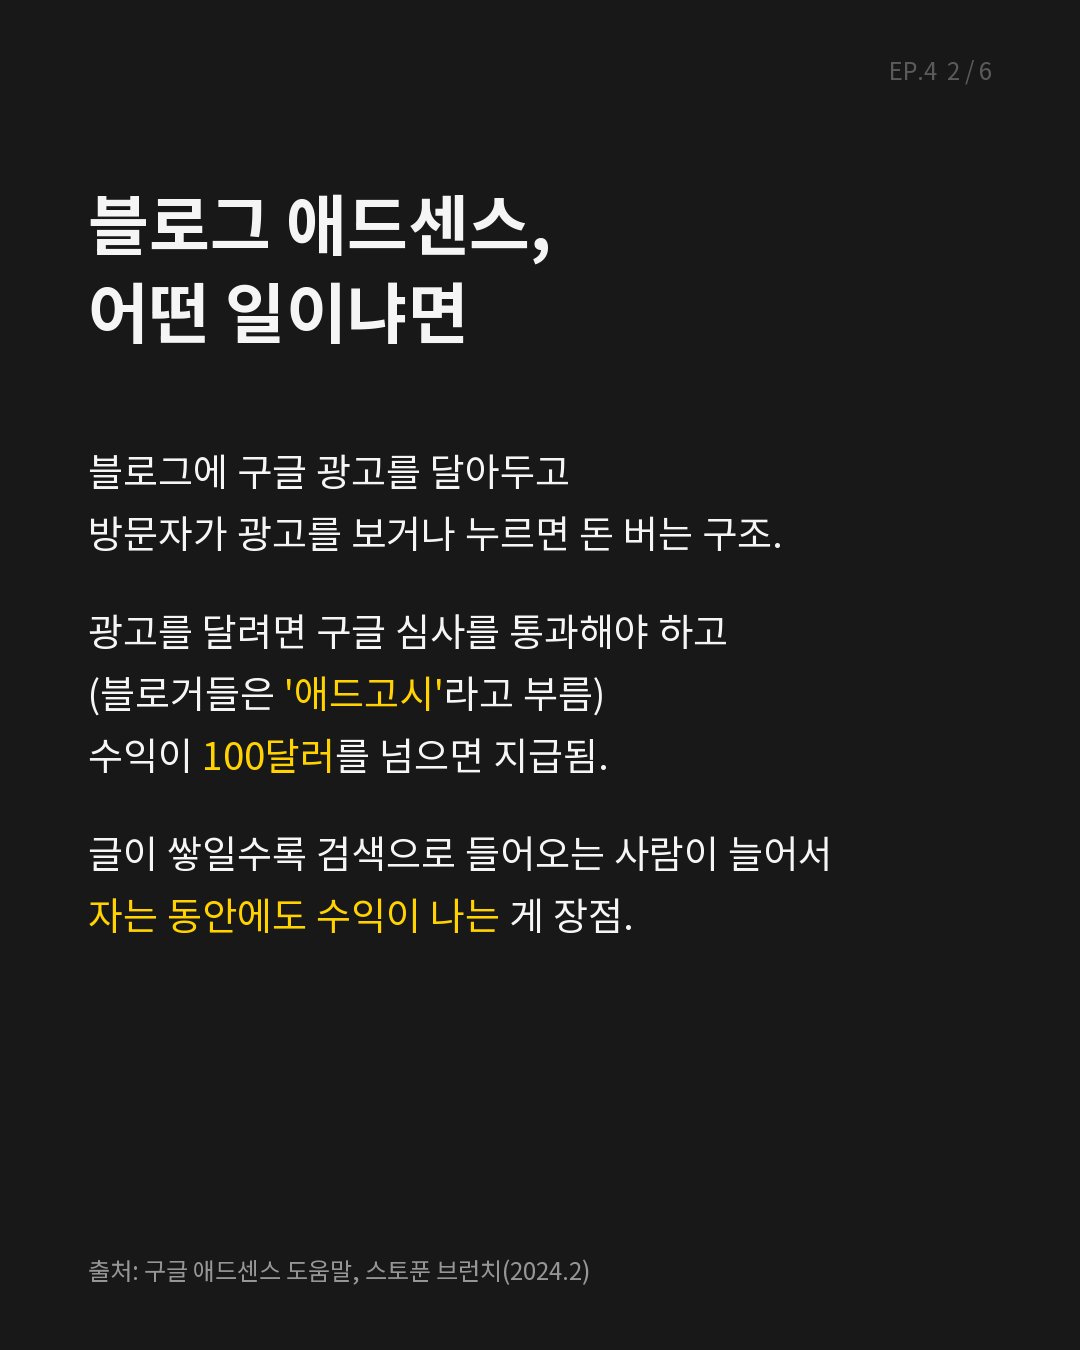 EP.4 2 / 6
블로그 애드센스,
어떤 일이냐면
블로그에 구글 광고를 달아두고
방문자가 광고를 보거나 누르면 돈 버는 구조.
광고를 달려면 구글 심사를 통과해야 하고
(블로거들은 '애드고시'라고 부름)
수익이 100달러를 넘으면 지급됨.
글이 쌓일수록 검색으로 들어오는 사람이 늘어서
자는 동안에도 수익이 나는 게 장점.
출처: 구글 애드센스 도움말, 스토푼 브런치(2024.2)